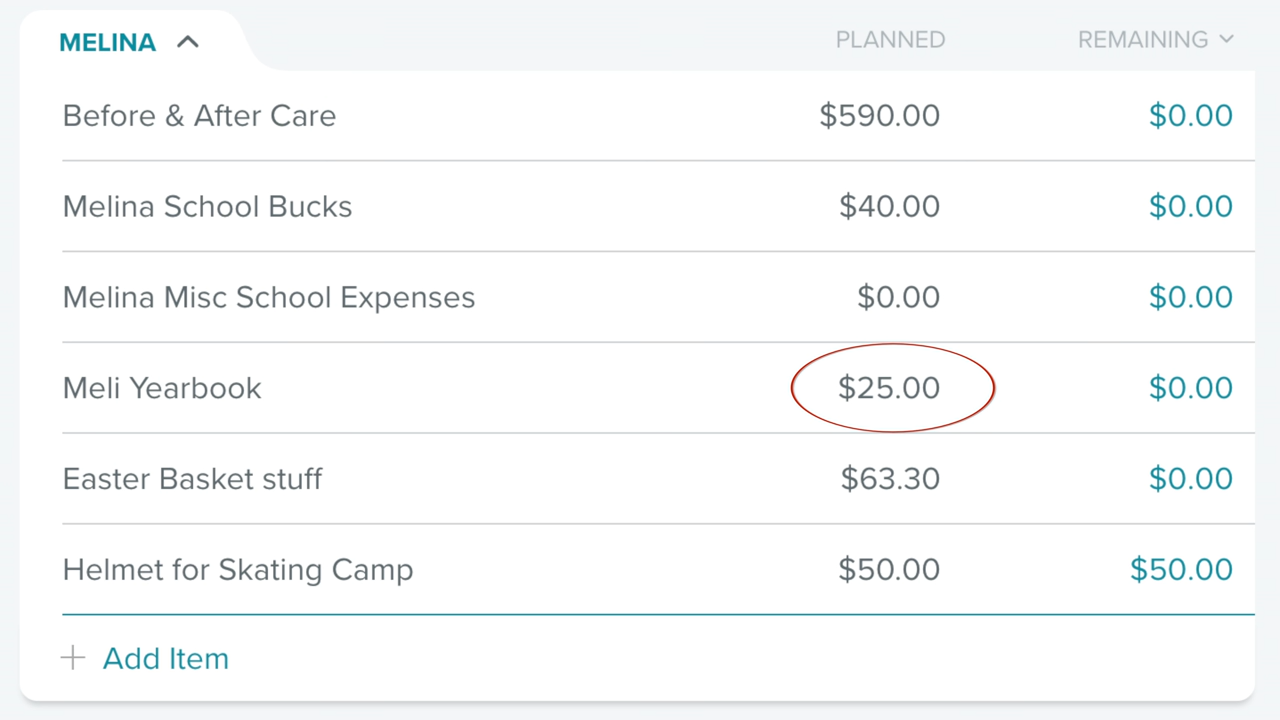 MELINA PLANNED REMAINING
Before & After Care $590.00 $0.00
Melina School Bucks $40.00 $0.00
Melina Misc School Expenses $0.00 $0.00
Meli Yearbook $25.00 $0.00
Easter Basket stuff $63.30 $0.00
Helmet for Skating Camp $50.00 $50.00
+ Add Item